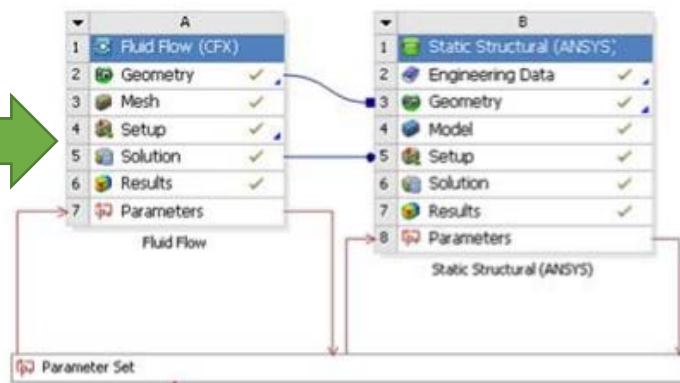 A
1 Fluid Flow (CFX)
2 Geometry
3 Mesh
4 Setup
5 Solution
6 Results
7 Parameters
Fluid Flow
B
1 Static Structural (ANSYS)
2 Engineering Data
3 Geometry
4 Model
5 Setup
6 Solution
7 Results
8 Parameters
Static Structural (ANSYS)
Parameter Set